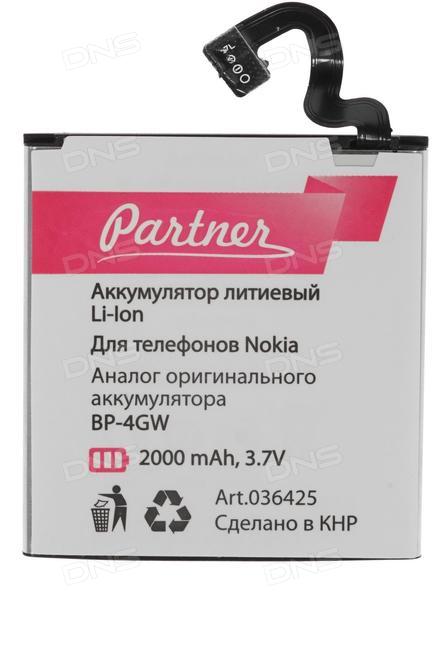 Partner
Аккумулятор литиевый
Li-Ion
Для телефонов Nokia
Аналог оригинального
аккумулятора
BP-4GW
2000 mAh, 3.7V
Art.036425
Сделано в КНР
DNS